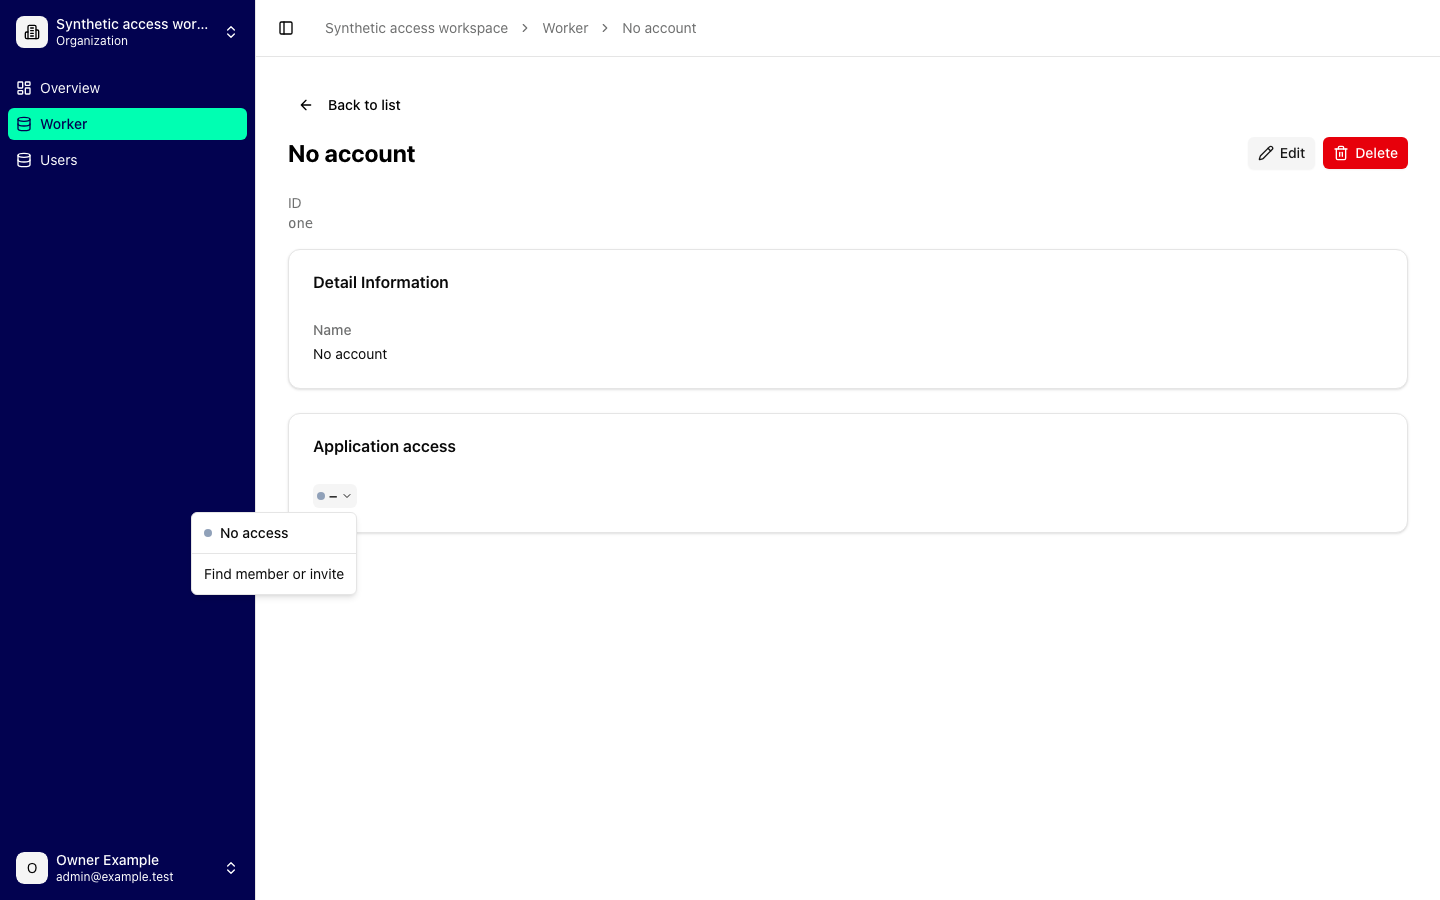 Synthetic access wor...
Organization
Overview
Worker
Users
Owner Example
admin@example.test
O
Synthetic access workspace > Worker > No account
Back to list
No account
Edit
Delete
ID
one
Detail Information
Name
No account
Application access
–
No access
Find member or invite